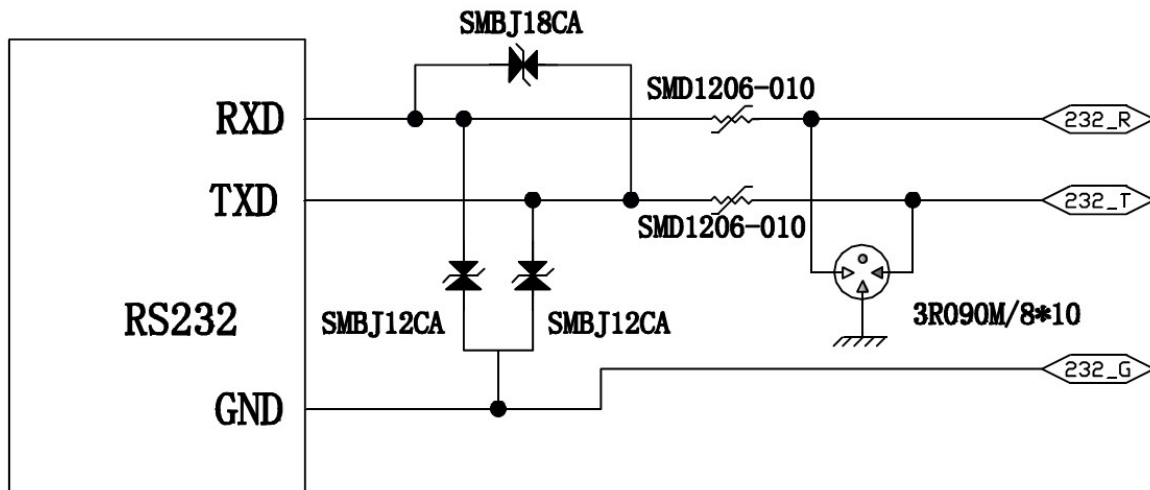 SMBJ18CA
SMD1206-010
RXD
232_R
TXD
232_T
SMD1206-010
RS232
SMBJ12CA
SMBJ12CA
3R090M/8*10
232_G
GND